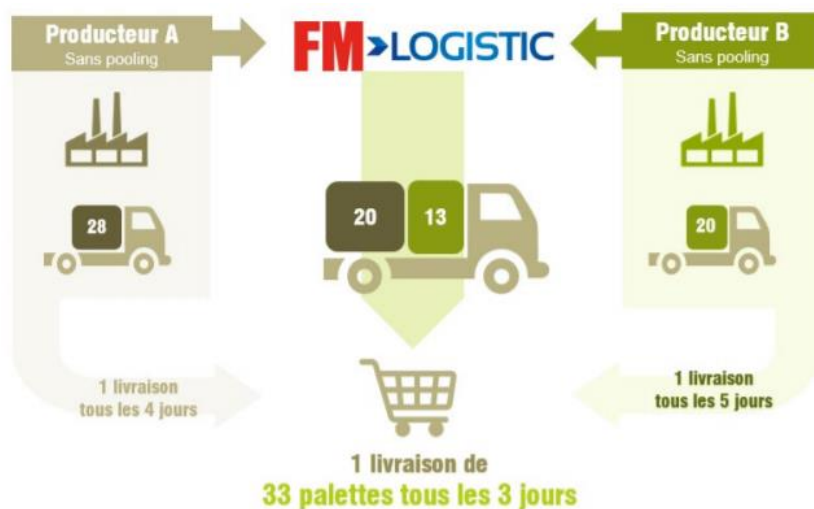 Producteur A
Sans pooling
FM>LOGISTIC
Producteur B
Sans pooling
28
20
13
20
1 livraison
tous les 4 jours
1 livraison
tous les 5 jours
1 livraison de
33 palettes tous les 3 jours